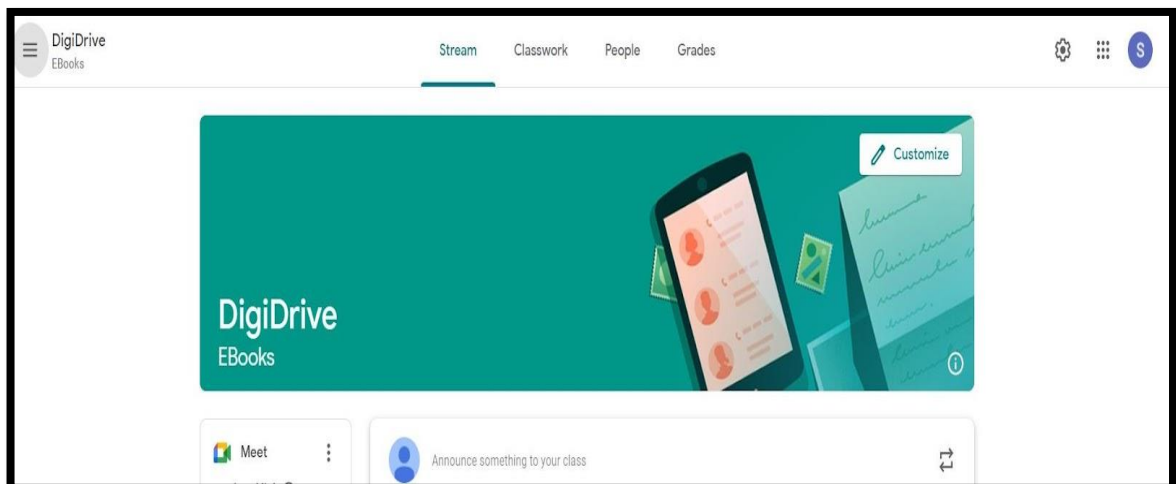 DigiDrive
EBooks
Stream Classwork People Grades
S
Customize
DigiDrive
EBooks
Meet
Announce something to your class